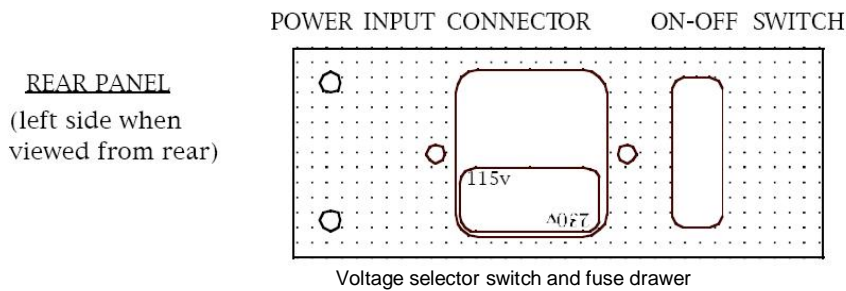 POWER INPUT CONNECTOR ON-OFF SWITCH
REAR PANEL
(left side when
viewed from rear)
115v
Voltage selector switch and fuse drawer